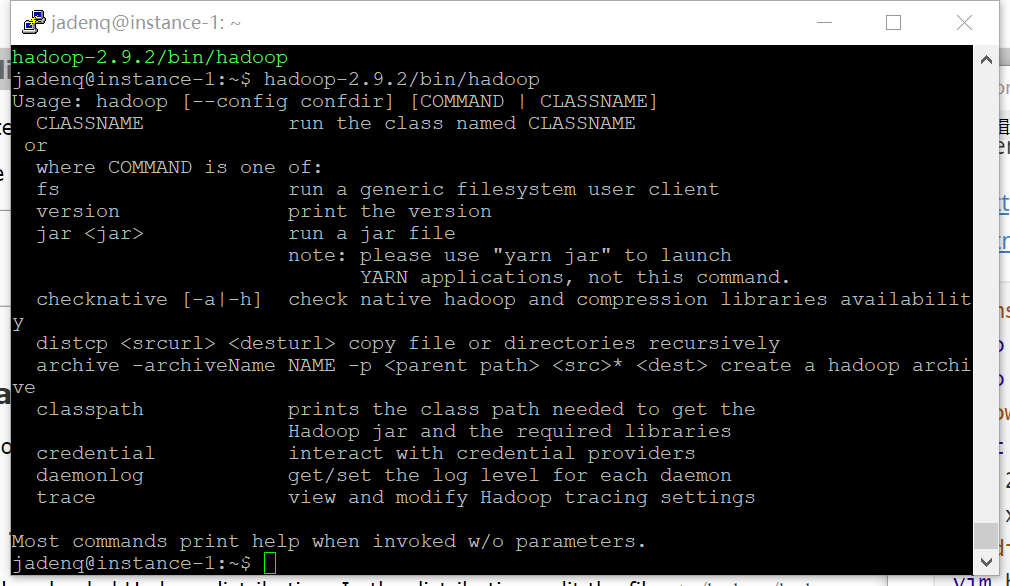 jadenq@instance-1: ~
hadoop-2.9.2/bin/hadoop
jadenq@instance-1:~$ hadoop-2.9.2/bin/hadoop
Usage: hadoop [--config confdir] [COMMAND | CLASSNAME]
  CLASSNAME            run the class named CLASSNAME
 or
  where COMMAND is one of:
  fs                   run a generic filesystem user client
  version              print the version
  jar <jar>            run a jar file
                       note: please use "yarn jar" to launch
                             YARN applications, not this command.
  checknative [-a|-h]  check native hadoop and compression libraries availabilit
y
  distcp <srcurl> <desturl> copy file or directories recursively
  archive -archiveName NAME -p <parent path> <src>* <dest> create a hadoop archi
ve
  classpath            prints the class path needed to get the
                       Hadoop jar and the required libraries
  credential           interact with credential providers
  daemonlog            get/set the log level for each daemon
  trace                view and modify Hadoop tracing settings

Most commands print help when invoked w/o parameters.
jadenq@instance-1:~$